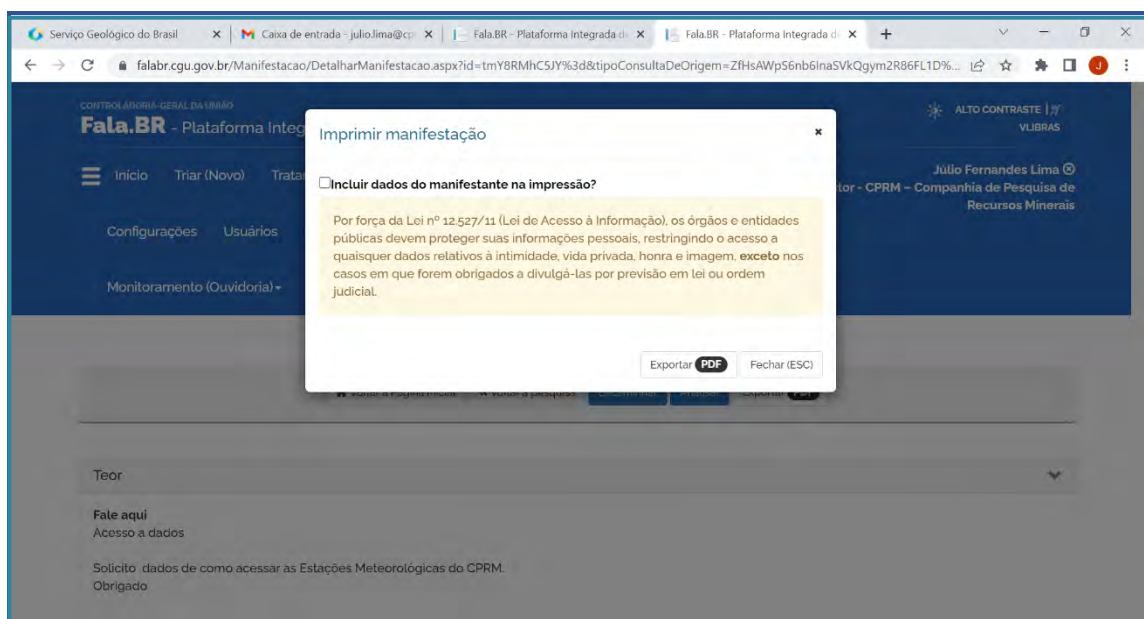 Serviço Geológico do Brasil
Caixa de entrada - julio.lima@cp
Fala.BR - Plataforma Integrada d
Fala.BR - Plataforma Integrada d
falabr.cgu.gov.br/Manifestacao/DetalharManifestacao.aspx?id=tmY8RMhC5JY%3d&tipoConsultaDeOrigem=ZfHsAWpS6nb6InaSVkQgym2R86FL1D%...
J
CONTROLADORIA-GERAL DA UNIÃO
Fala.BR - Plataforma Integ
ALTO CONTRASTE
VLIBRAS
Início Triar (Novo) Trata
Júlio Fernandes Lima
tor - CPRM – Companhia de Pesquisa de
Recursos Minerais
Configurações Usuários
Monitoramento (Ouvidoria)
Imprimir manifestação
Incluir dados do manifestante na impressão?
Por força da Lei nº 12.527/11 (Lei de Acesso à Informação), os órgãos e entidades
públicas devem proteger suas informações pessoais, restringindo o acesso a
quaisquer dados relativos à intimidade, vida privada, honra e imagem, exceto nos
casos em que forem obrigados a divulgá-las por previsão em lei ou ordem
judicial.
Exportar PDF Fechar (ESC)
Teor
Fale aqui
Acesso a dados
Solicito dados de como acessar as Estações Meteorológicas do CPRM.
Obrigado